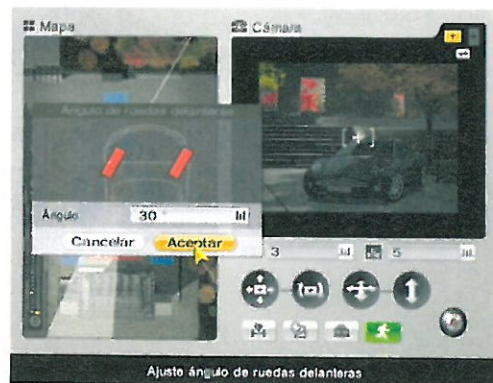 Mapa
Cámara
Ángulo de ruedas delanteras
Ángulo
30
Cancelar
Aceptar
3
5
Ajuste ángulo de ruedas delanteras